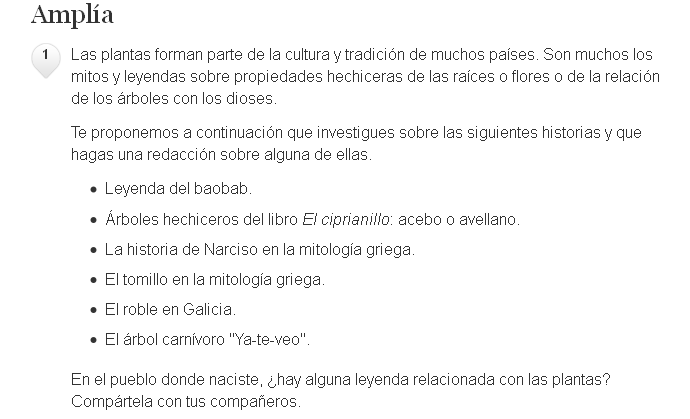 Amplía
1
Las plantas forman parte de la cultura y tradición de muchos países. Son muchos los
mitos y leyendas sobre propiedades hechiceras de las raíces o flores o de la relación
de los árboles con los dioses.
Te proponemos a continuación que investigues sobre las siguientes historias y que
hagas una redacción sobre alguna de ellas.
• Leyenda del baobab.
• Árboles hechiceros del libro El ciprianillo: acebo o avellano.
• La historia de Narciso en la mitología griega.
• El tomillo en la mitología griega.
• El roble en Galicia.
• El árbol carnívoro "Ya-te-veo".
En el pueblo donde naciste, ¿hay alguna leyenda relacionada con las plantas?
Compártela con tus compañeros.